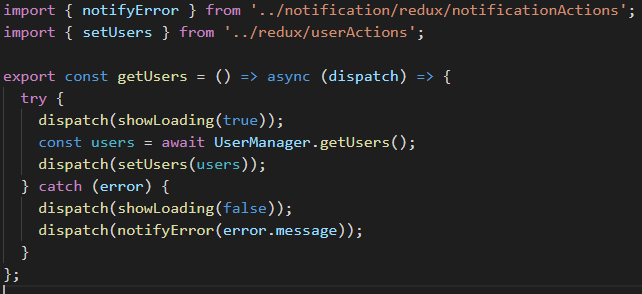 import { notifyError } from '../notification/redux/notificationActions';
import { setUsers } from '../redux/userActions';

export const getUsers = () => async (dispatch) => {
  try {
    dispatch(showLoading(true));
    const users = await UserManager.getUsers();
    dispatch(setUsers(users));
  } catch (error) {
    dispatch(showLoading(false));
    dispatch(notifyError(error.message));
  }
};